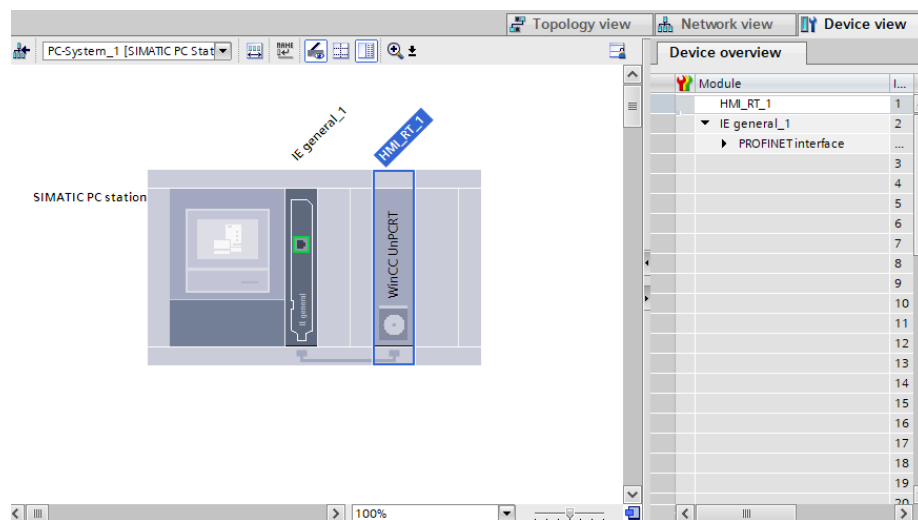 Topology view
Network view
Device view
PC-System_1 [SIMATIC PC Stat
NAME
Device overview
Module
I...
HMI_RT_1
1
IE general_1
2
PROFINET interface
...
3
4
5
6
7
8
9
10
11
12
13
14
15
16
17
18
19
20
IE general_1
HMI_RT_1
SIMATIC PC station
IE general
WinCC UnPCRT
100%